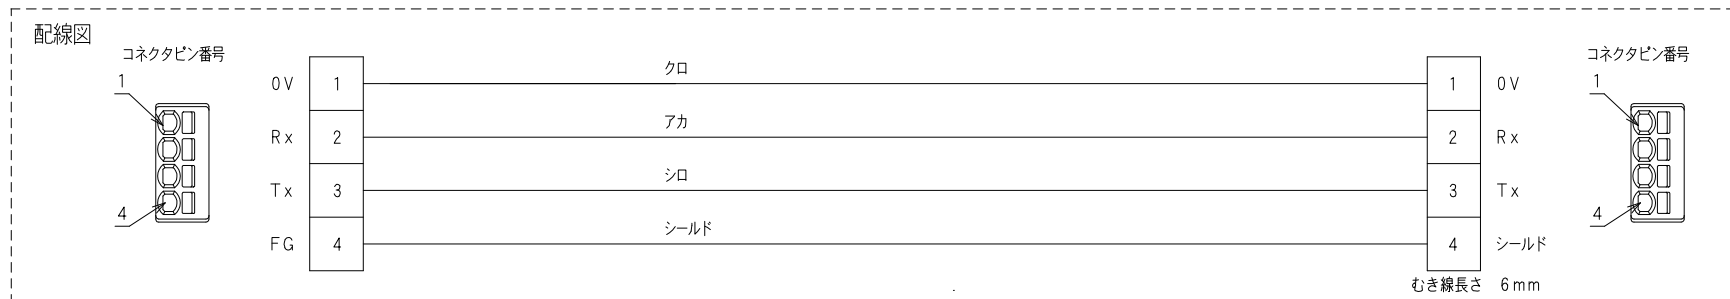 配線図
コネクタピン番号
コネクタピン番号
1
1
4
4
0V 1 クロ 1 0V
Rx 2 アカ 2 Rx
Tx 3 シロ 3 Tx
FG 4 シールド 4 シールド
むき線長さ 6mm